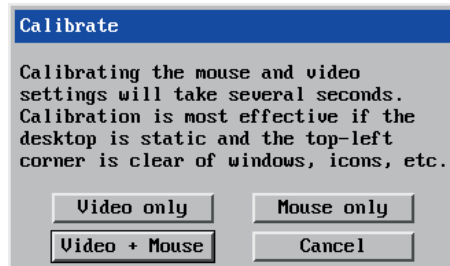 Calibrate
Calibrating the mouse and video
settings will take several seconds.
Calibration is most effective if the
desktop is static and the top-left
corner is clear of windows, icons, etc.
Video only Mouse only
Video + Mouse Cancel